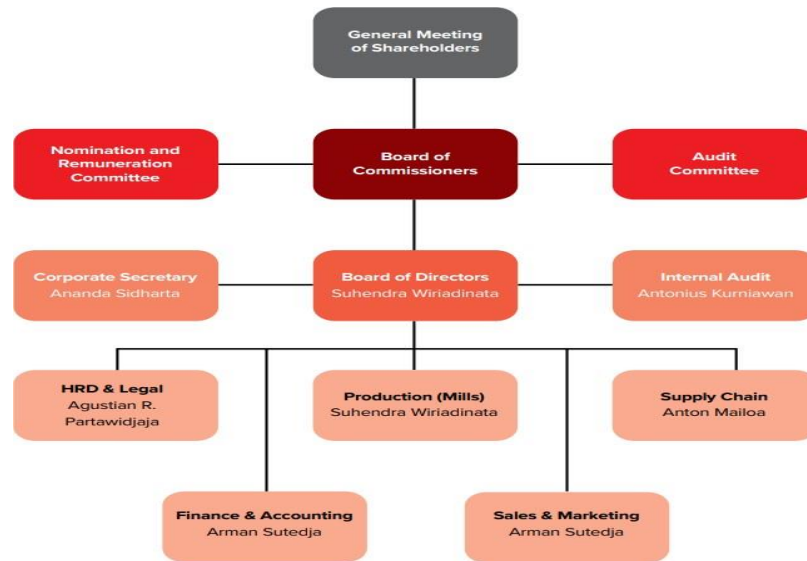 General Meeting
of Shareholders
Nomination and
Remuneration
Committee
Board of
Commissioners
Audit
Committee
Corporate Secretary
Ananda Sidharta
Board of Directors
Suhendra Wiriadinata
Internal Audit
Antonius Kurniawan
HRD & Legal
Agustian R.
Partawidjaja
Production (Mills)
Suhendra Wiriadinata
Supply Chain
Anton Mailoa
Finance & Accounting
Arman Sutedja
Sales & Marketing
Arman Sutedja